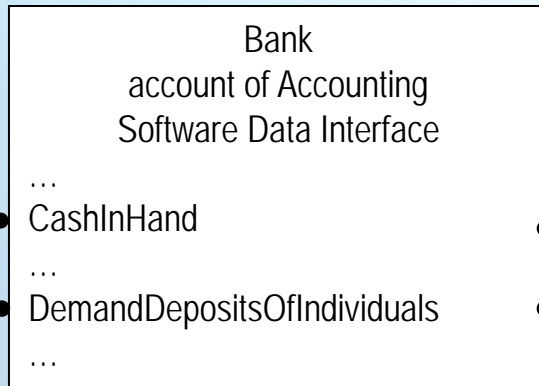 Bank
account of Accounting
Software Data Interface
…
CashInHand
…
DemandDepositsOfIndividuals
…